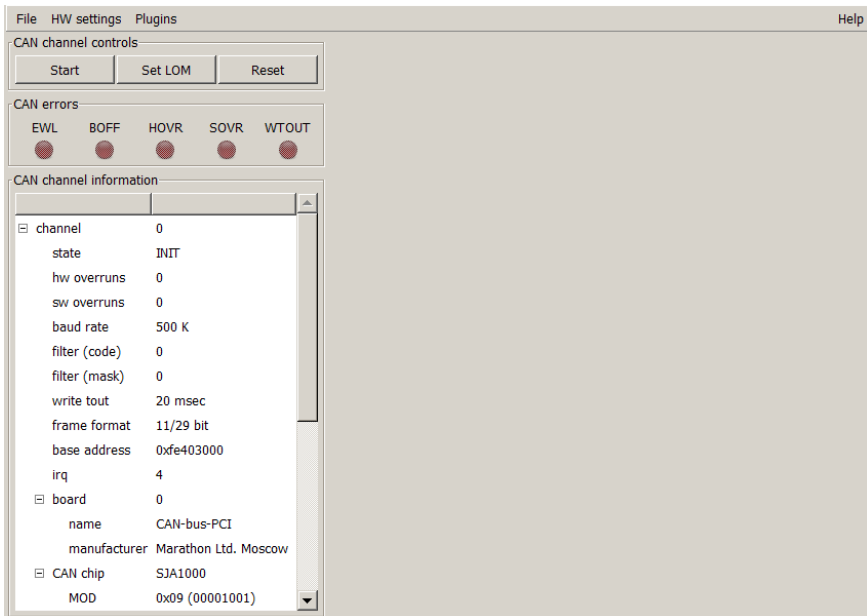 File HW settings Plugins Help
CAN channel controls
Start Set LOM Reset
CAN errors
EWL BOFF HOVR SOVR WTOUT
CAN channel information
channel 0
state INIT
hw overruns 0
sw overruns 0
baud rate 500 K
filter (code) 0
filter (mask) 0
write tout 20 msec
frame format 11/29 bit
base address 0xfe403000
irq 4
board 0
name CAN-bus-PCI
manufacturer Marathon Ltd. Moscow
CAN chip SJA1000
MOD 0x09 (00001001)